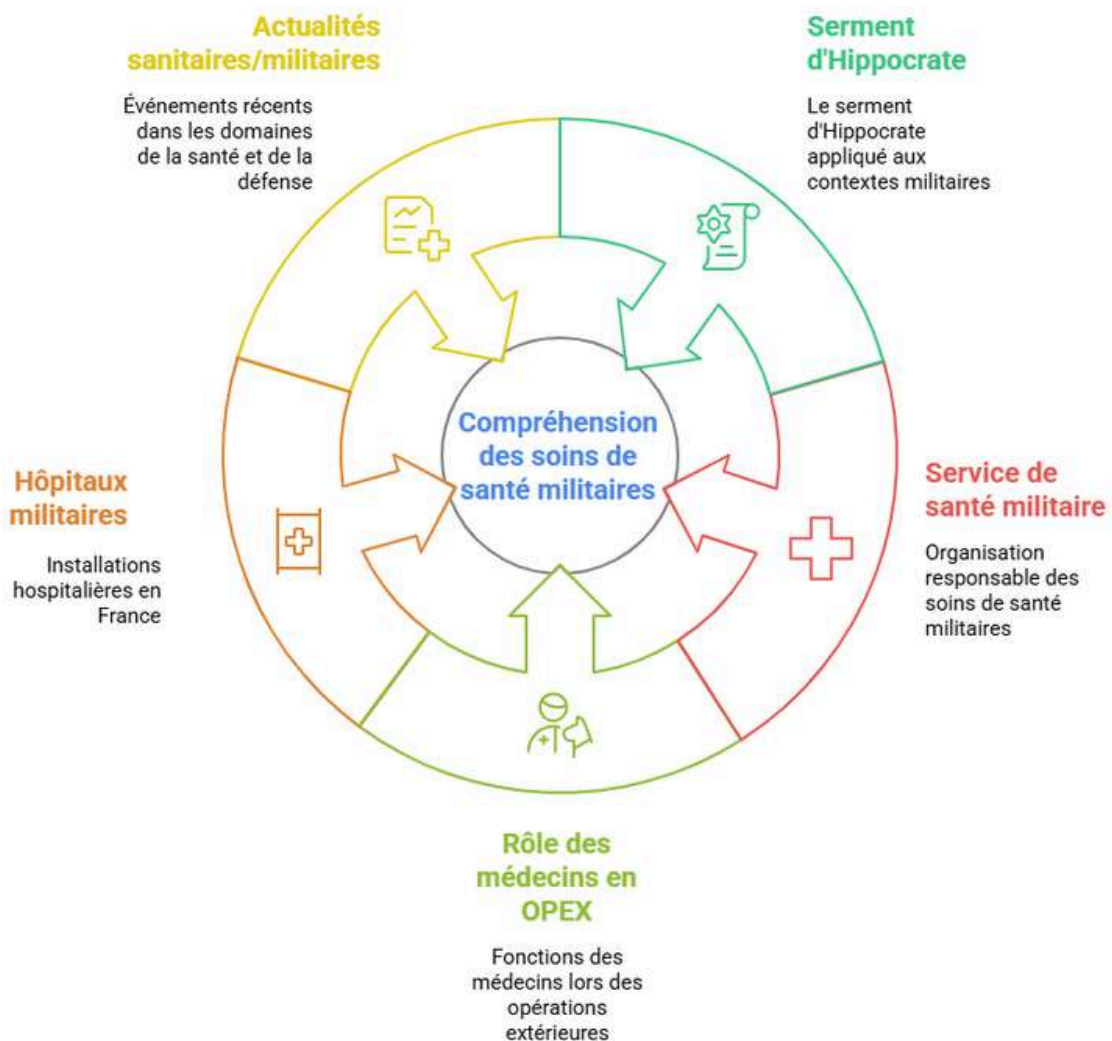 Actualités
sanitaires/militaires
Événements récents
dans les domaines
de la santé et de la
défense
Serment
d'Hippocrate
Le serment
d'Hippocrate
appliqué aux
contextes militaires
Compréhension
des soins de
santé militaires
Hôpitaux
militaires
Installations
hospitalières en
France
Service de
santé militaire
Organisation
responsable des
soins de santé
militaires
Rôle des
médecins en
OPEX
Fonctions des
médecins lors des
opérations
extérieures